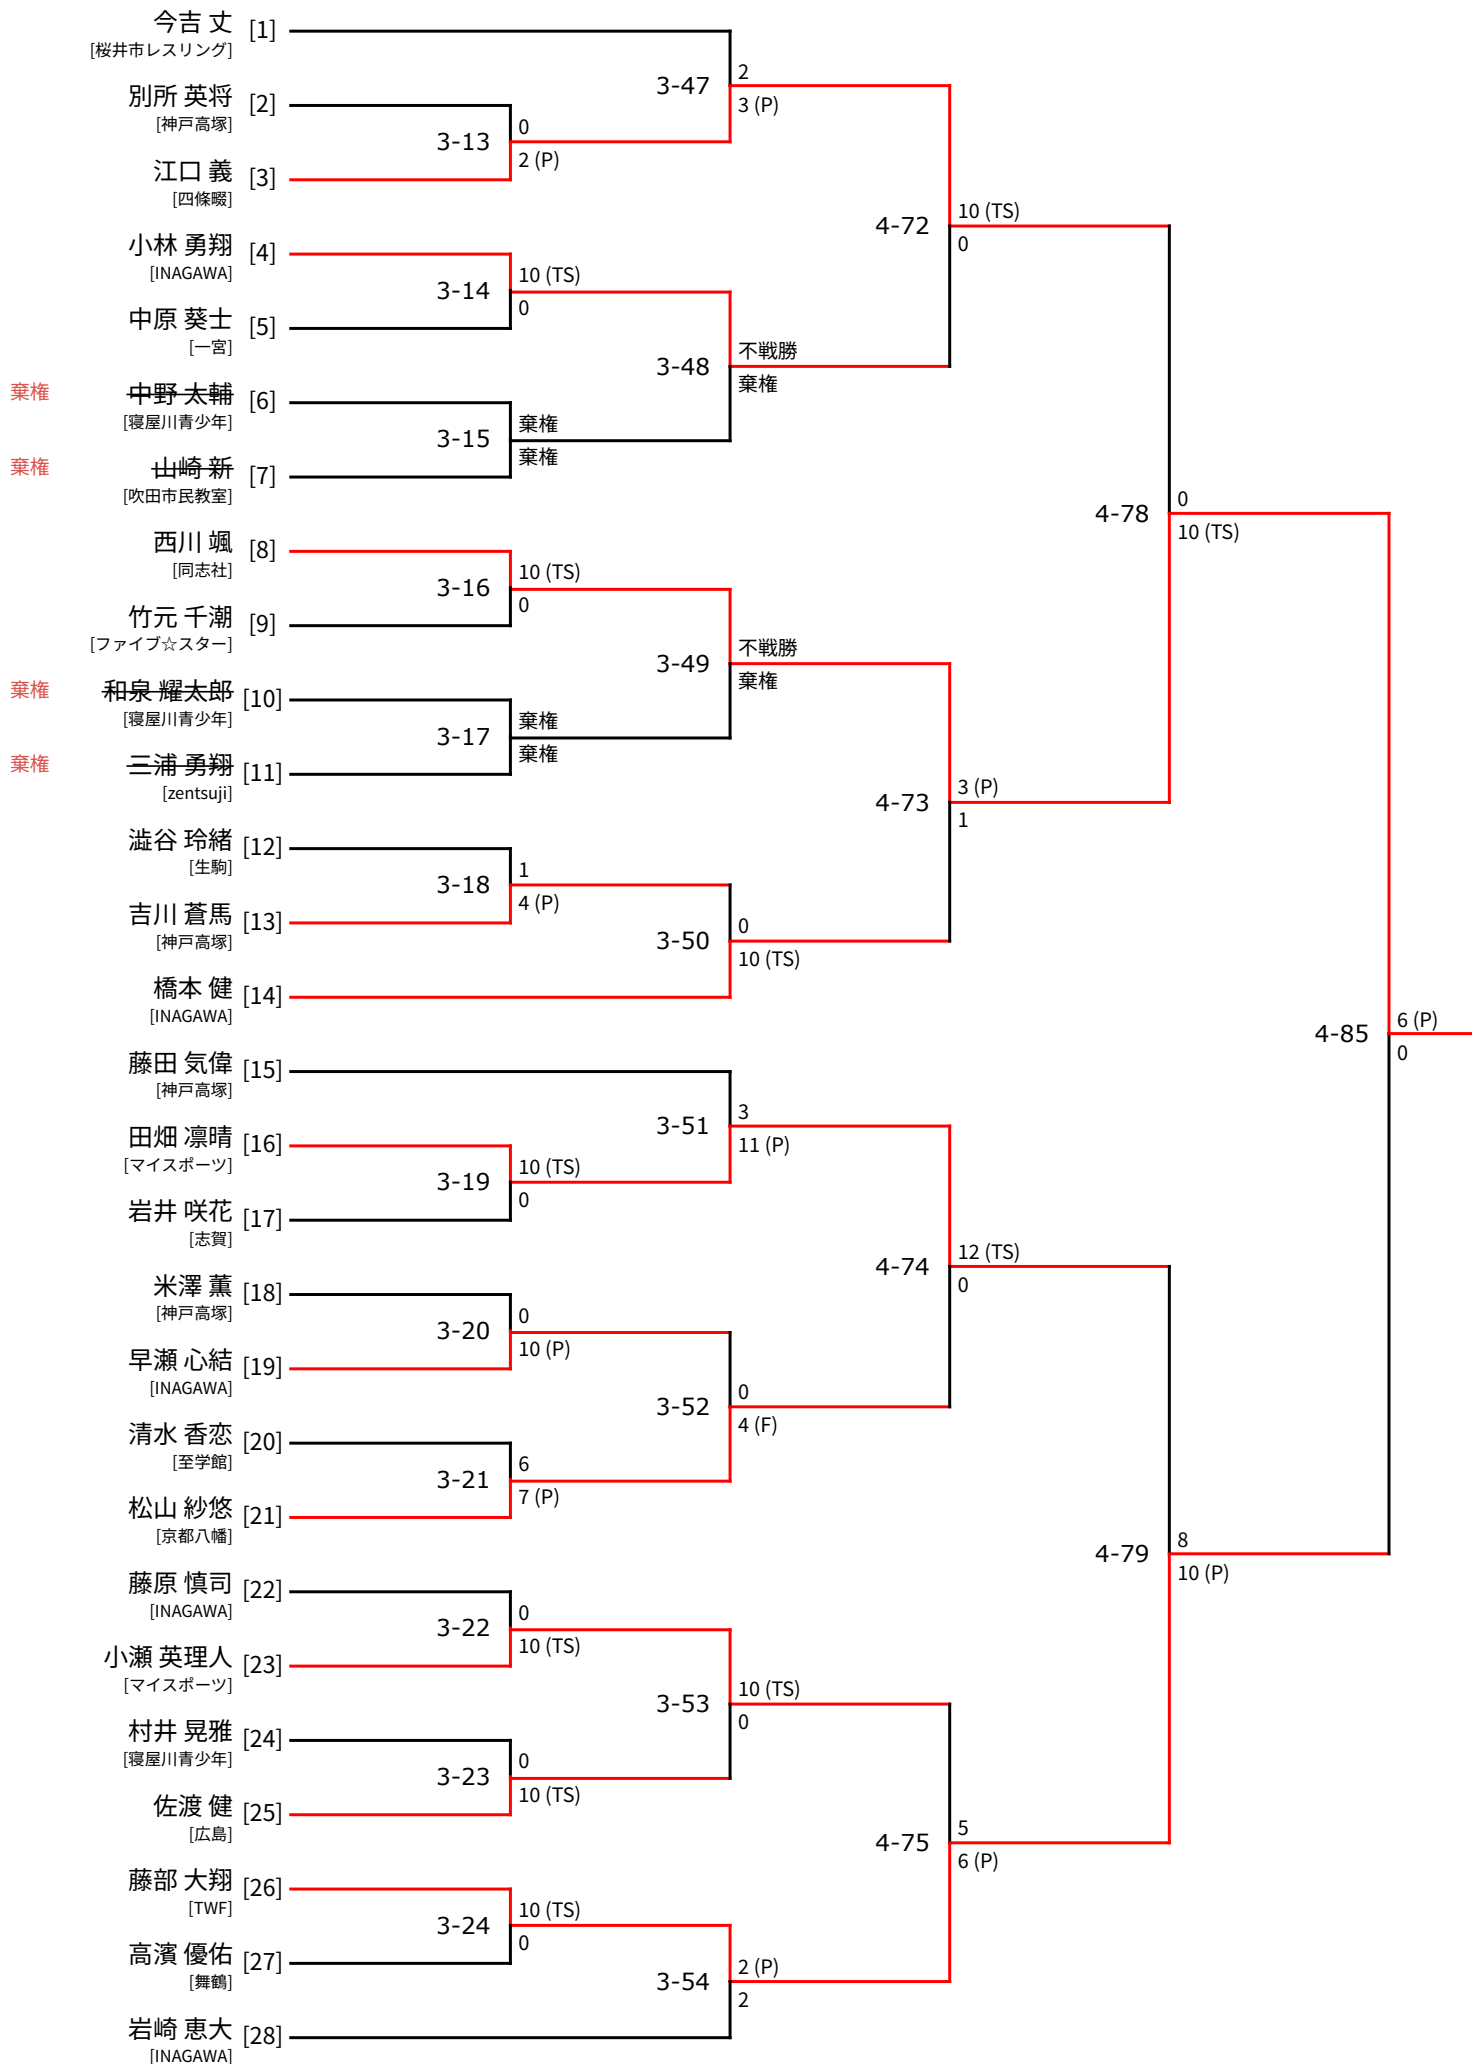 今吉 丈 [1]
[桜井市レスリング]
2
3-47
3 (P)
別所 英将 [2]
[神戸高塚]
0
3-13
2 (P)
江口 義 [3]
[四條畷]
10 (TS)
4-72
0
小林 勇翔 [4]
[INAGAWA]
10 (TS)
3-14
0
中原 葵士 [5]
[一宮]
不戦勝
3-48
棄権
棄権 中野 太輔 [6]
[寝屋川青少年]
棄権
3-15
棄権
棄権 山崎 新 [7]
[吹田市民教室]
0
4-78
10 (TS)
西川 颯 [8]
[同志社]
10 (TS)
3-16
0
竹元 千潮 [9]
[ファイブ☆スター]
不戦勝
3-49
棄権
棄権 和泉 耀太郎 [10]
[寝屋川青少年]
棄権
3-17
棄権
棄権 三浦 勇翔 [11]
[zentsuji]
3 (P)
4-73
1
澁谷 玲緒 [12]
[生駒]
1
3-18
4 (P)
吉川 蒼馬 [13]
[神戸高塚]
0
3-50
10 (TS)
橋本 健 [14]
[INAGAWA]
6 (P)
4-85
0
藤田 気偉 [15]
[神戸高塚]
3
3-51
11 (P)
田畑 凛晴 [16]
[マイスポーツ]
10 (TS)
3-19
0
岩井 咲花 [17]
[志賀]
12 (TS)
4-74
0
米澤 薫 [18]
[神戸高塚]
0
3-20
10 (P)
早瀬 心結 [19]
[INAGAWA]
0
3-52
4 (F)
清水 香恋 [20]
[至学館]
6
3-21
7 (P)
松山 紗悠 [21]
[京都八幡]
8
4-79
10 (P)
藤原 慎司 [22]
[INAGAWA]
0
3-22
10 (TS)
小瀬 英理人 [23]
[マイスポーツ]
10 (TS)
3-53
0
村井 晃雅 [24]
[寝屋川青少年]
0
3-23
10 (TS)
佐渡 健 [25]
[広島]
5
4-75
6 (P)
藤部 大翔 [26]
[TWF]
10 (TS)
3-24
0
高濱 優佑 [27]
[舞鶴]
2 (P)
3-54
2
岩崎 恵大 [28]
[INAGAWA]